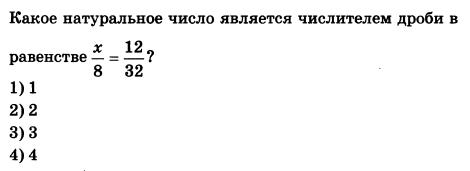 Какое натуральное число является числителем дроби в
равенстве x/8 = 12/32?
1) 1
2) 2
3) 3
4) 4